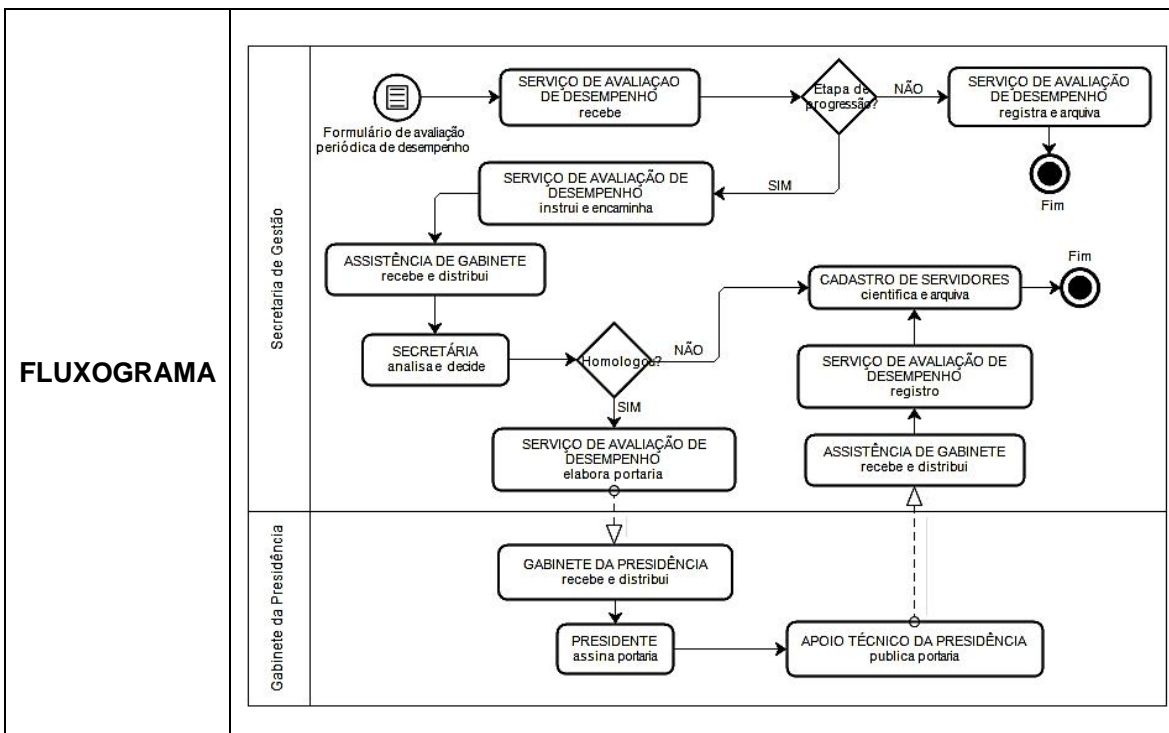 FLUXOGRAMA
Secretaria de Gestão
Formulário de avaliação
periódica de desempenho
SERVIÇO DE AVALIAÇAO
DE DESEMPENHO
recebe
Etapa de
progressão?
NÃO
SERVIÇO DE AVALIAÇÃO
DE DESEMPENHO
registra e arquiva
Fim
SIM
SERVIÇO DE AVALIAÇÃO DE
DESEMPENHO
instrui e encaminha
ASSISTÊNCIA DE GABINETE
recebe e distribui
SECRETÁRIA
analisa e decide
Homologou?
NÃO
CADASTRO DE SERVIDORES
cientifica e arquiva
Fim
SIM
SERVIÇO DE AVALIAÇÃO DE
DESEMPENHO
elabora portaria
SERVIÇO DE AVALIAÇÃO DE
DESEMPENHO
registro
ASSISTÊNCIA DE GABINETE
recebe e distribui
Gabinete da Presidência
GABINETE DA PRESIDÊNCIA
recebe e distribui
PRESIDENTE
assina portaria
APOIO TÉCNICO DA PRESIDÊNCIA
publica portaria